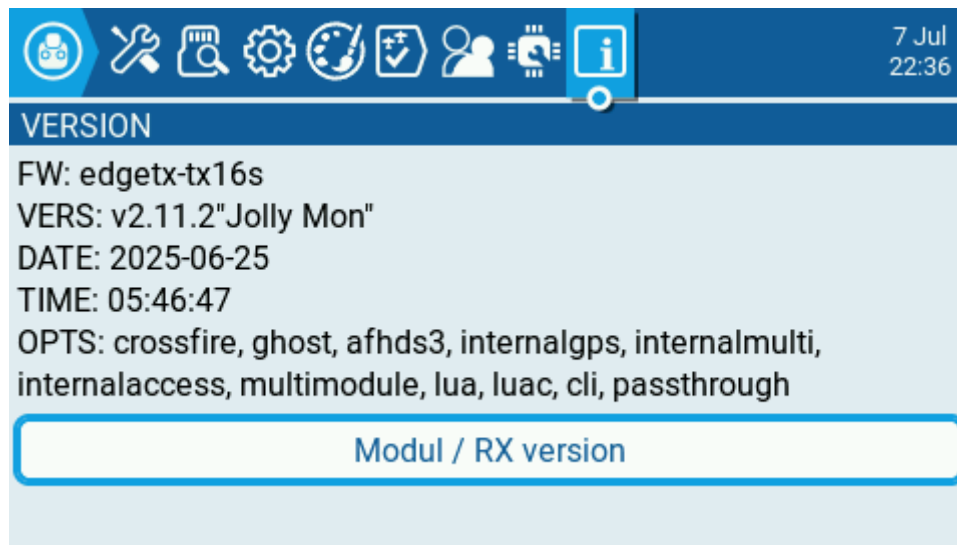 7 Jul
22:36
VERSION
FW: edgetx-tx16s
VERS: v2.11.2"Jolly Mon"
DATE: 2025-06-25
TIME: 05:46:47
OPTS: crossfire, ghost, afhds3, internalgps, internalmulti,
internalaccess, multimodule, lua, luac, cli, passthrough
Modul / RX version